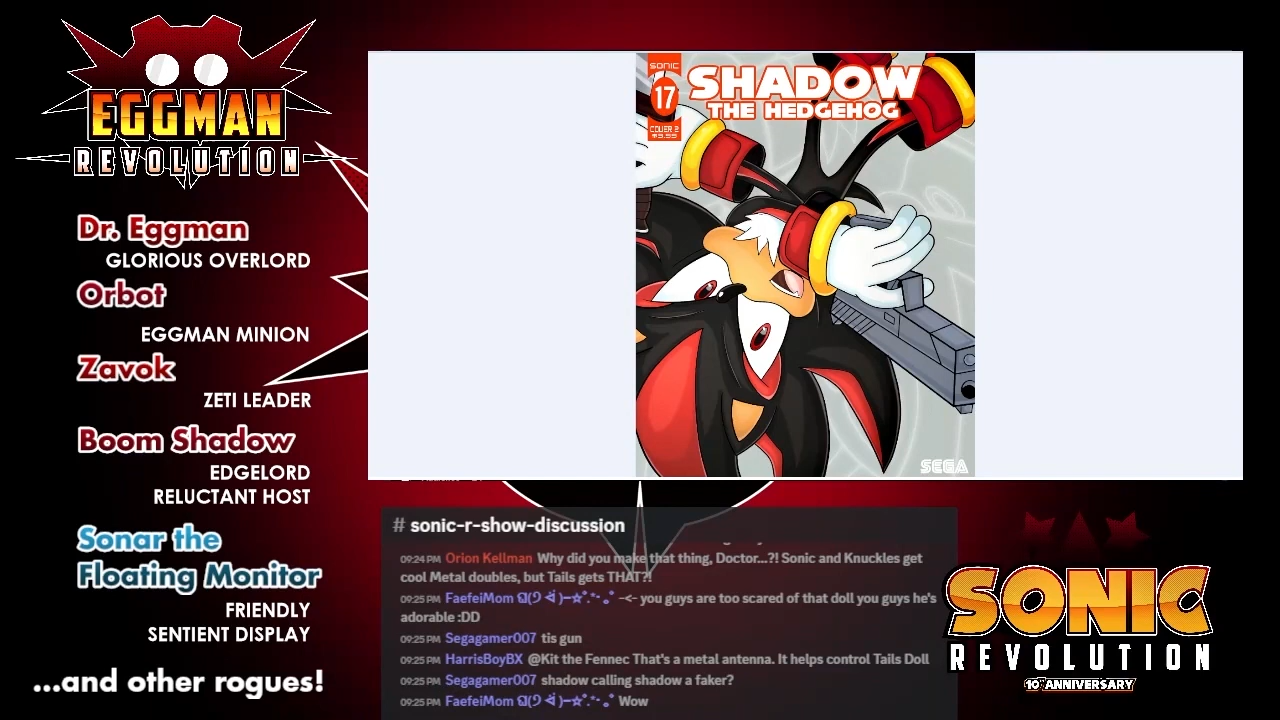 EGGMAN
REVOLUTION
Dr. Eggman
GLORIOUS OVERLORD
Orbot
EGGMAN MINION
Zavok
ZETI LEADER
Boom Shadow
EDGELORD
RELUCTANT HOST
Sonar the
Floating Monitor
FRIENDLY
SENTIENT DISPLAY
...and other rogues!
SONIC
17
COVER 2
SHADOW
THE HEDGEHOG
SEGA
# sonic-r-show-discussion
09:24 PM Orion Kellman Why did you make that thing, Doctor...?! Sonic and Knuckles get
cool Metal doubles, but Tails gets THAT?!
09:25 PM FaefeiMom you guys are too scared of that doll you guys he's
adorable :DD
09:25 PM Segagamer007 tis gun
09:25 PM HarrisBoyBX @Kit the Fennec That's a metal antenna. It helps control Tails Doll
09:25 PM Segagamer007 shadow calling shadow a faker?
09:25 PM FaefeiMom Wow
SONIC
REVOLUTION
10TH ANNIVERSARY